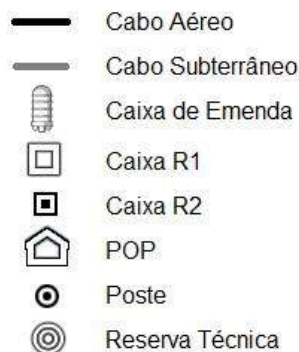 Cabo Aéreo
Cabo Subterrâneo
Caixa de Emenda
Caixa R1
Caixa R2
POP
Poste
Reserva Técnica